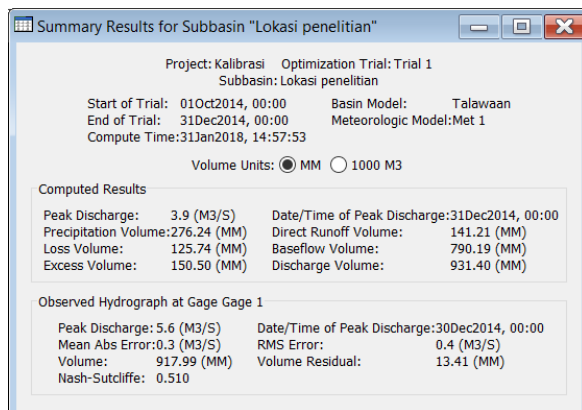 Summary Results for Subbasin "Lokasi penelitian"
Project: Kalibrasi Optimization Trial: Trial 1
Subbasin: Lokasi penelitian
Start of Trial: 01Oct2014, 00:00 Basin Model: Talawaan
End of Trial: 31Dec2014, 00:00 Meteorologic Model:Met 1
Compute Time:31Jan2018, 14:57:53
Volume Units: MM 1000 M3
Computed Results
Peak Discharge: 3.9 (M3/S) Date/Time of Peak Discharge:31Dec2014, 00:00
Precipitation Volume:276.24 (MM) Direct Runoff Volume: 141.21 (MM)
Loss Volume: 125.74 (MM) Baseflow Volume: 790.19 (MM)
Excess Volume: 150.50 (MM) Discharge Volume: 931.40 (MM)
Observed Hydrograph at Gage Gage 1
Peak Discharge: 5.6 (M3/S) Date/Time of Peak Discharge:30Dec2014, 00:00
Mean Abs Error:0.3 (M3/S) RMS Error: 0.4 (M3/S)
Volume: 917.99 (MM) Volume Residual: 13.41 (MM)
Nash-Sutcliffe: 0.510